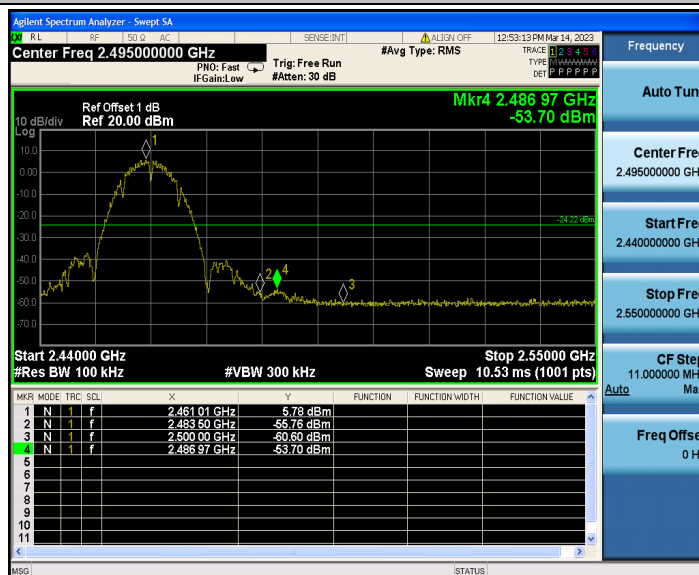 Agilent Spectrum Analyzer - Swept SA
LXI RL RF 50 Ω AC SENSE:INT ALIGN OFF 12:53:13 PM Mar 14, 2023
Center Freq 2.495000000 GHz #Avg Type: RMS TRACE 1 2 3 4 5 6
PNO: Fast Trig: Free Run TYPE M
IFGain:Low #Atten: 30 dB DET P P P P P P
Ref Offset 1 dB Mkr4 2.486 97 GHz
10 dB/div Ref 20.00 dBm -53.70 dBm
Log
10.0
0.00
-10.0
-20.0
-24.22 dBm
-30.0
-40.0
-50.0
-60.0
-70.0
1
2
4
3
Start 2.44000 GHz Stop 2.55000 GHz
#Res BW 100 kHz #VBW 300 kHz Sweep 10.53 ms (1001 pts)
MKR MODE TRC SCL X Y FUNCTION FUNCTION WIDTH FUNCTION VALUE
1 N 1 f 2.461 01 GHz 5.78 dBm
2 N 1 f 2.483 50 GHz -55.76 dBm
3 N 1 f 2.500 00 GHz -60.60 dBm
4 N 1 f 2.486 97 GHz -53.70 dBm
5
6
7
8
9
10
11
MSG STATUS
Frequency
Auto Tun
Center Fre
2.495000000 GH
Start Fre
2.440000000 GH
Stop Fre
2.550000000 GH
CF Step
11.000000 MH
Auto Ma
Freq Offse
0 H